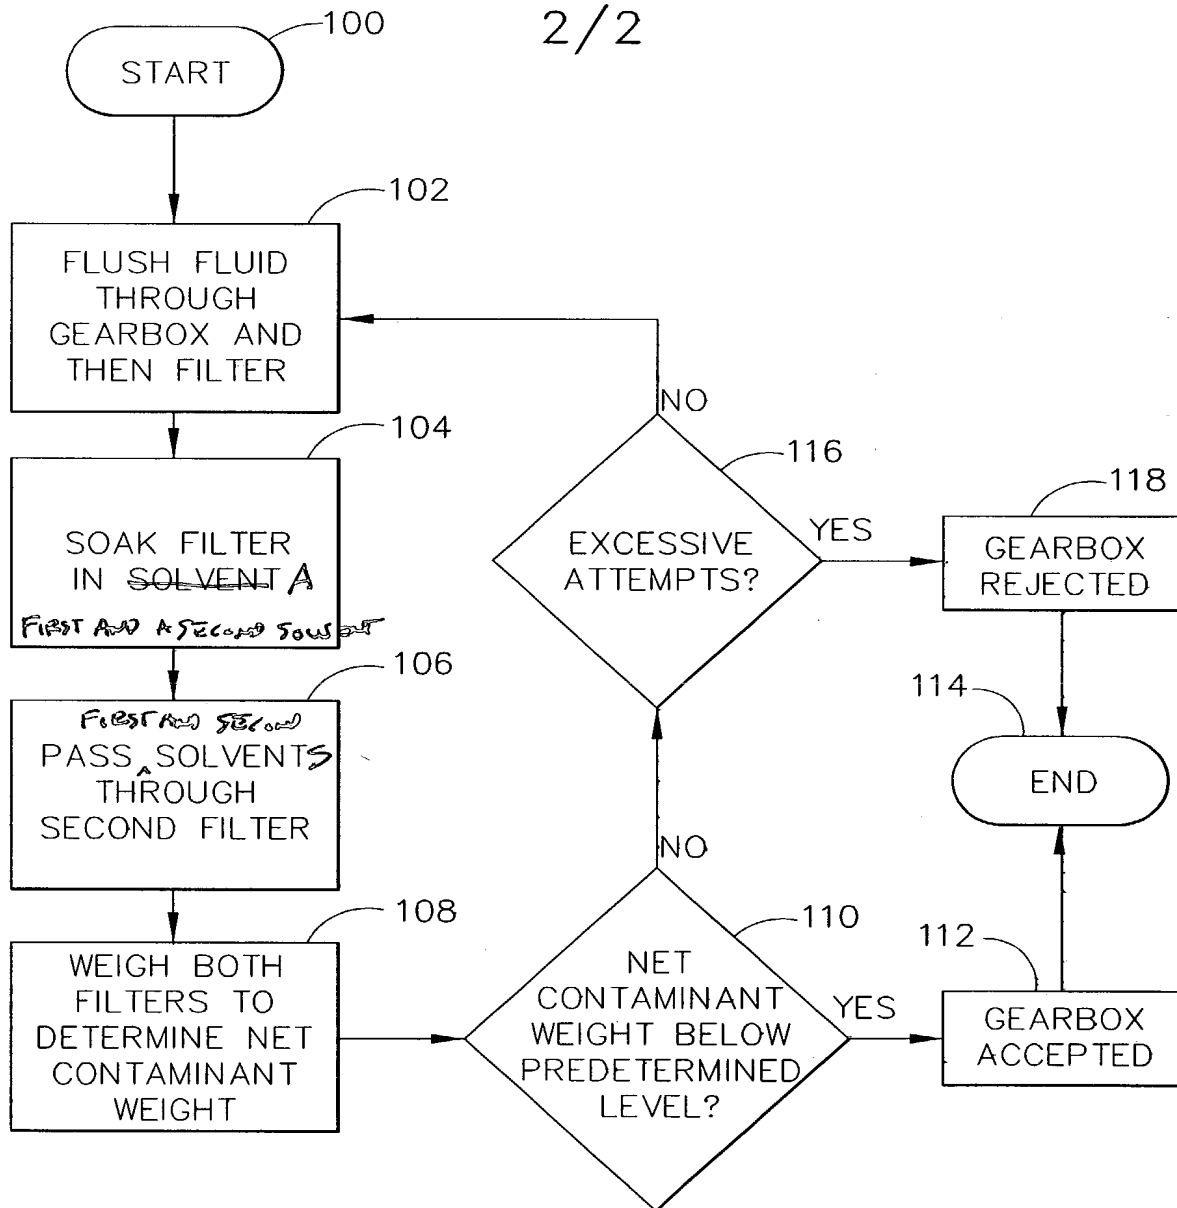 2/2
100
START
102
FLUSH FLUID
THROUGH
GEARBOX AND
THEN FILTER
104
SOAK FILTER
IN SOLVENT A
FIRST AND A SECOND SOLVENT
106
FIRST AND SECOND
PASS ^ SOLVENTS
THROUGH
SECOND FILTER
108
WEIGH BOTH
FILTERS TO
DETERMINE NET
CONTAMINANT
WEIGHT
110
NET
CONTAMINANT
WEIGHT BELOW
PREDETERMINED
LEVEL?
NO
YES
116
EXCESSIVE
ATTEMPTS?
NO
YES
118
GEARBOX
REJECTED
114
END
112
GEARBOX
ACCEPTED